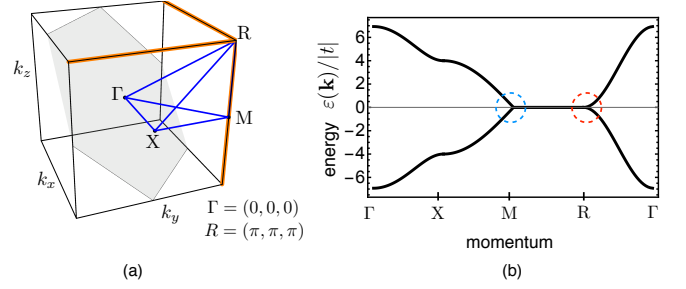 R
k_z
Γ
M
X
k_x
k_y
Γ = (0, 0, 0)
R = (π, π, π)
(a)
energy ε(k)/|t|
6
4
2
0
−2
−4
−6
Γ X M R Γ
momentum
(b)